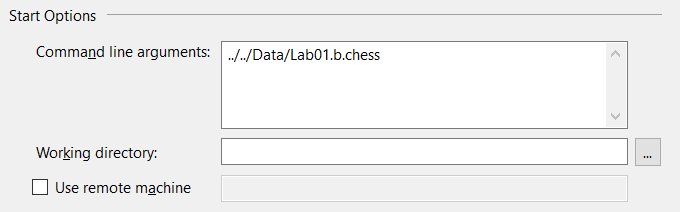 Start Options
Command line arguments:
../../Data/Lab01.b.chess
Working directory:
...
Use remote machine